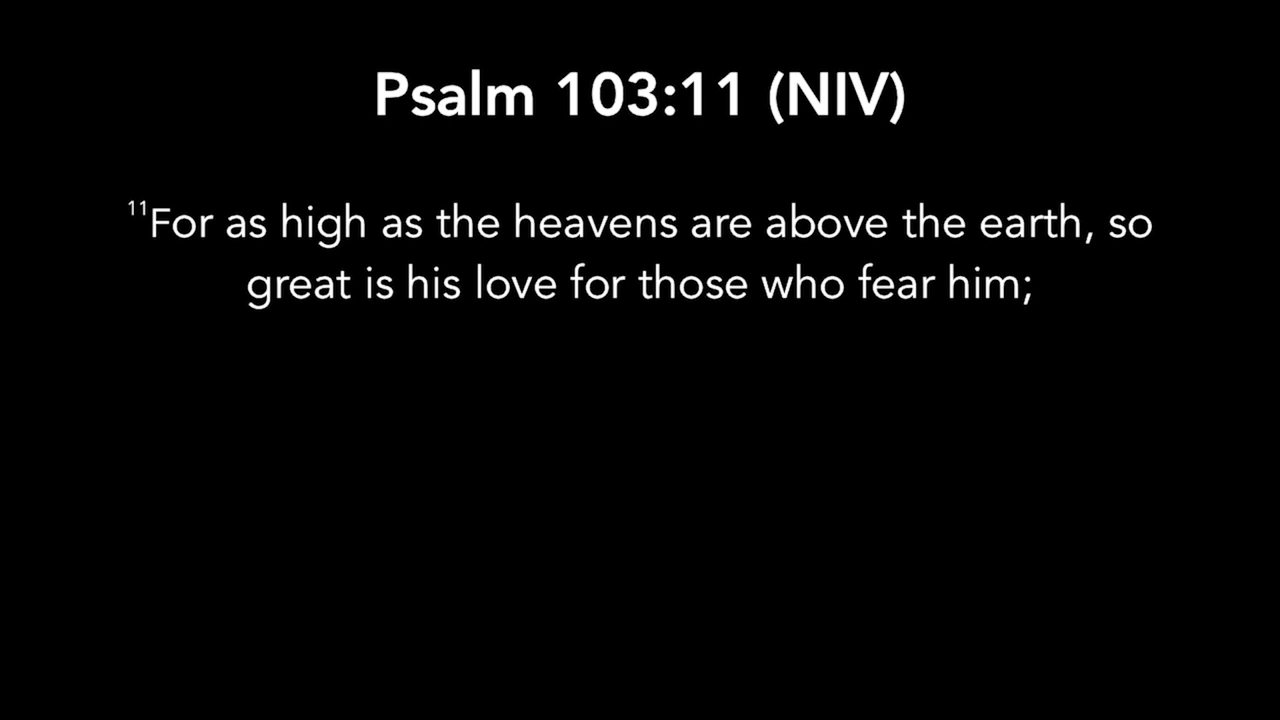 Psalm 103:11 (NIV)
¹¹For as high as the heavens are above the earth, so
great is his love for those who fear him;